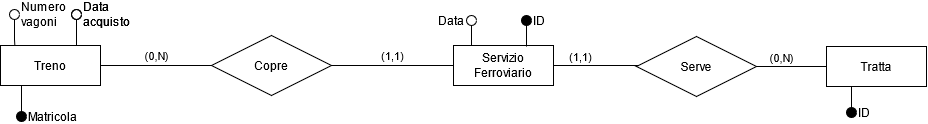 Numero
vagoni
Data
acquisto
Data
ID
Treno
(0,N)
Copre
(1,1)
Servizio
Ferroviario
(1,1)
Serve
(0,N)
Tratta
Matricola
ID